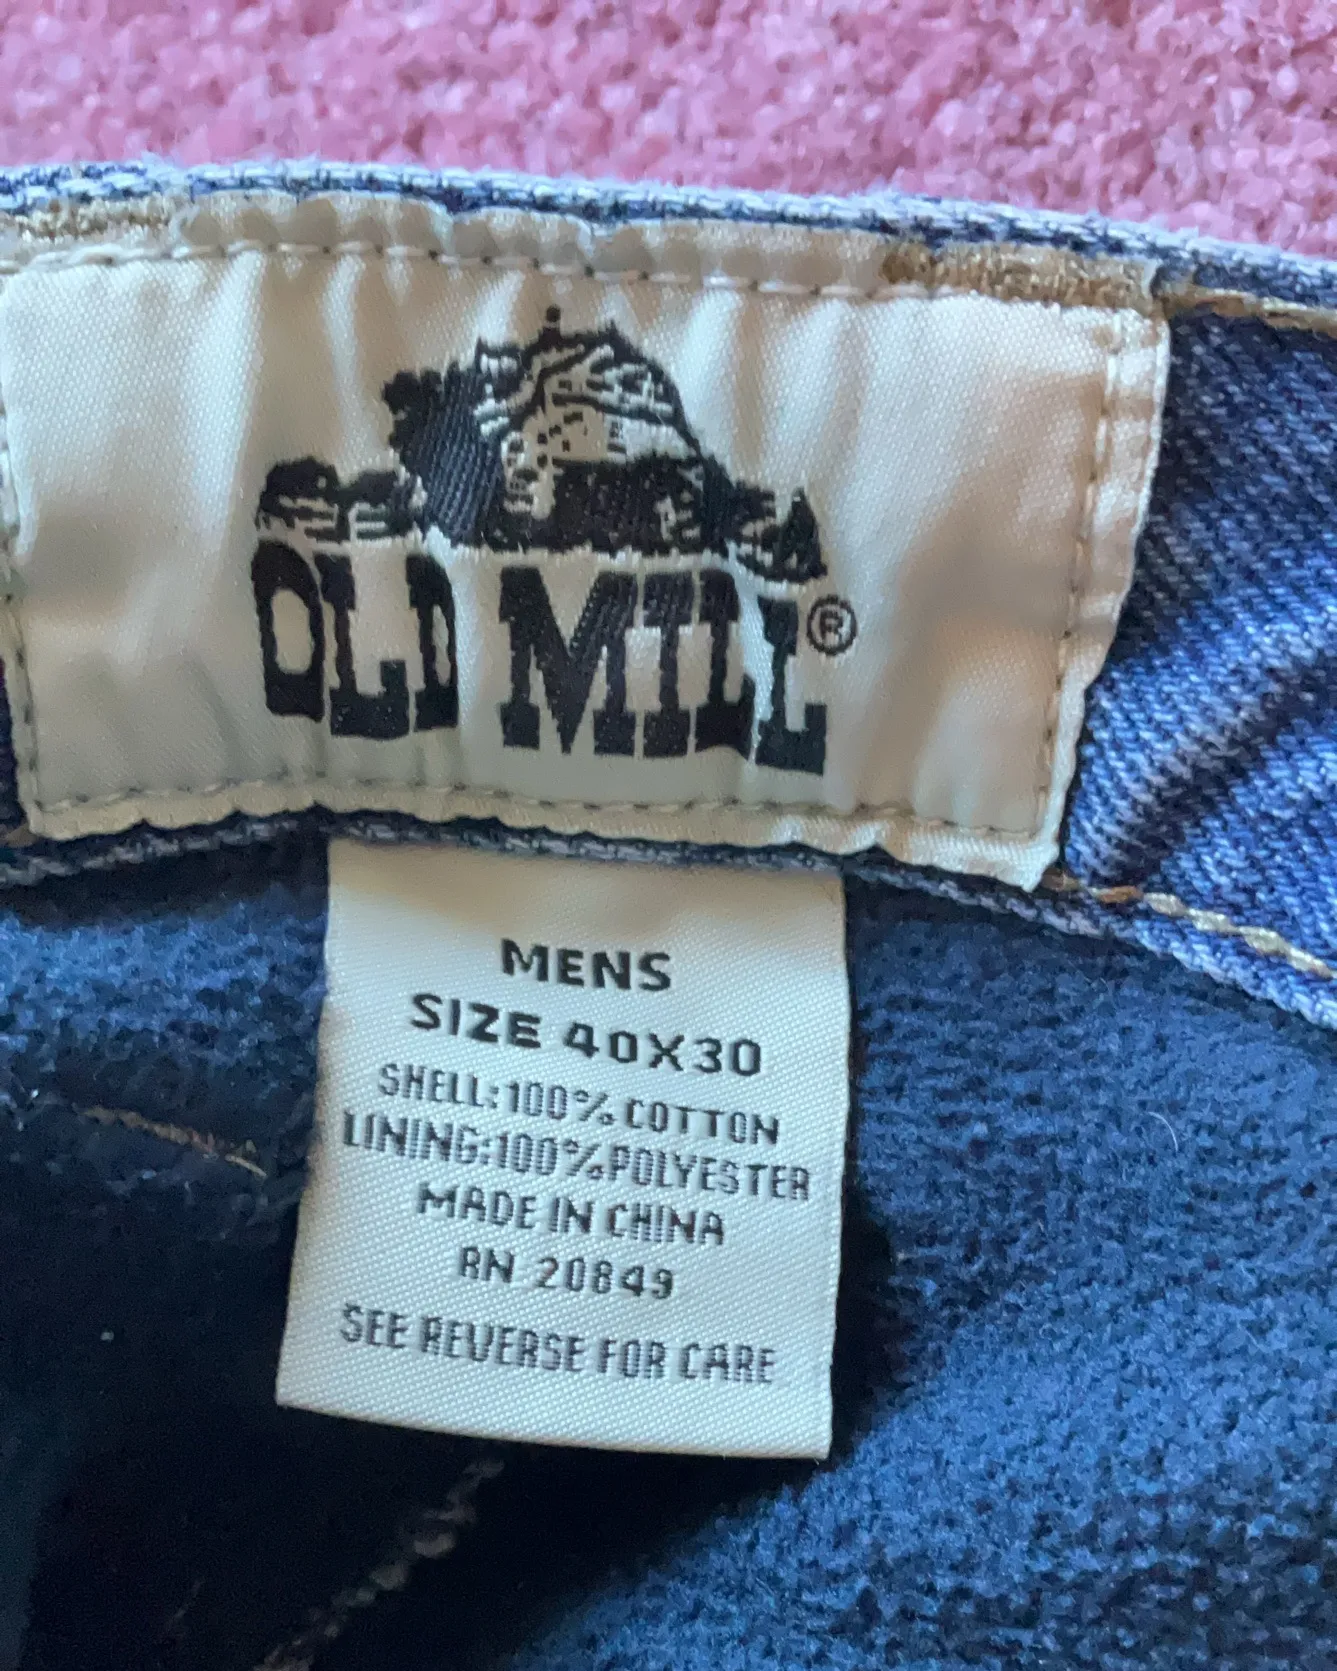 OLD MILL®
MENS
SIZE 40X30
SHELL:100% COTTON
LINING:100%POLYESTER
MADE IN CHINA
RN 20849
SEE REVERSE FOR CARE